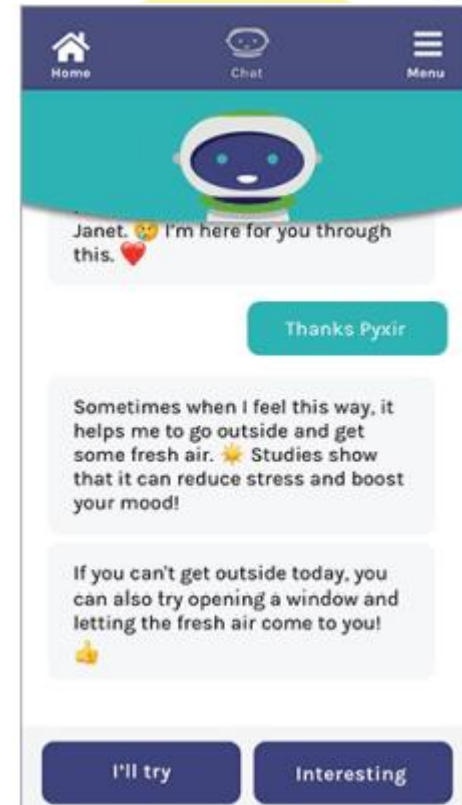 Home
Chat
Menu
Janet. 😢 I'm here for you through
this. ❤️
Thanks Pyxir
Sometimes when I feel this way, it
helps me to go outside and get
some fresh air. ☀️ Studies show
that it can reduce stress and boost
your mood!
If you can't get outside today, you
can also try opening a window and
letting the fresh air come to you!
👍
I'll try
Interesting